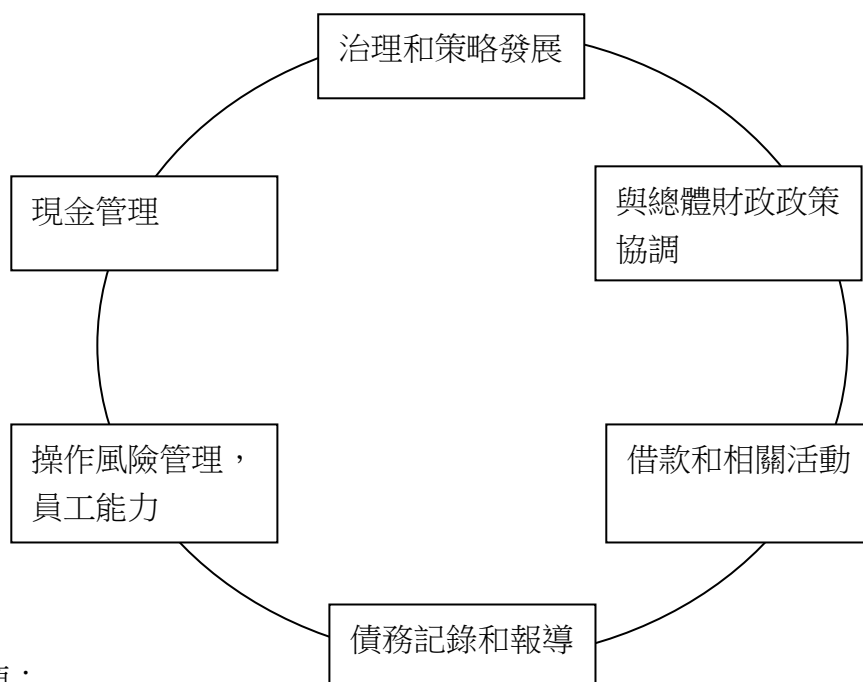 治理和策略發展
現金管理
與總體財政政策
協調
操作風險管理，
員工能力
借款和相關活動
債務記錄和報導